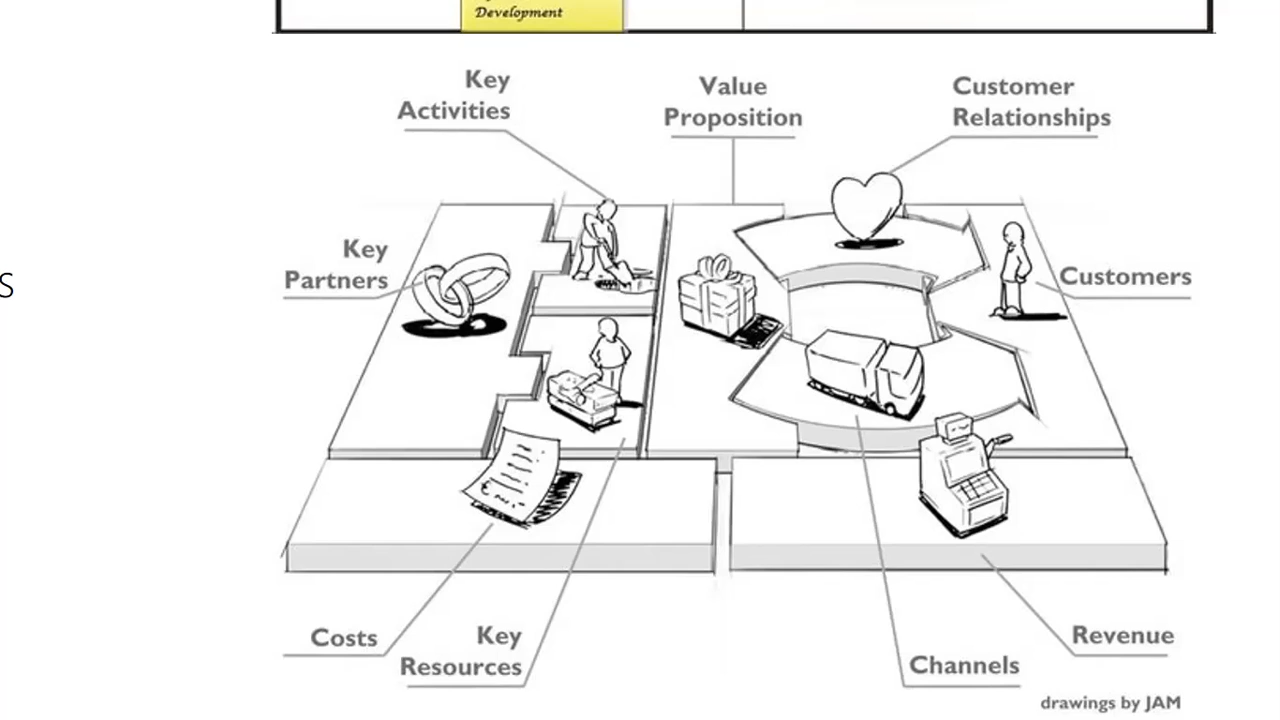 Development
Key
Activities
Value
Proposition
Customer
Relationships
Key
Partners
Customers
S
Costs
Key
Resources
Channels
Revenue
drawings by JAM